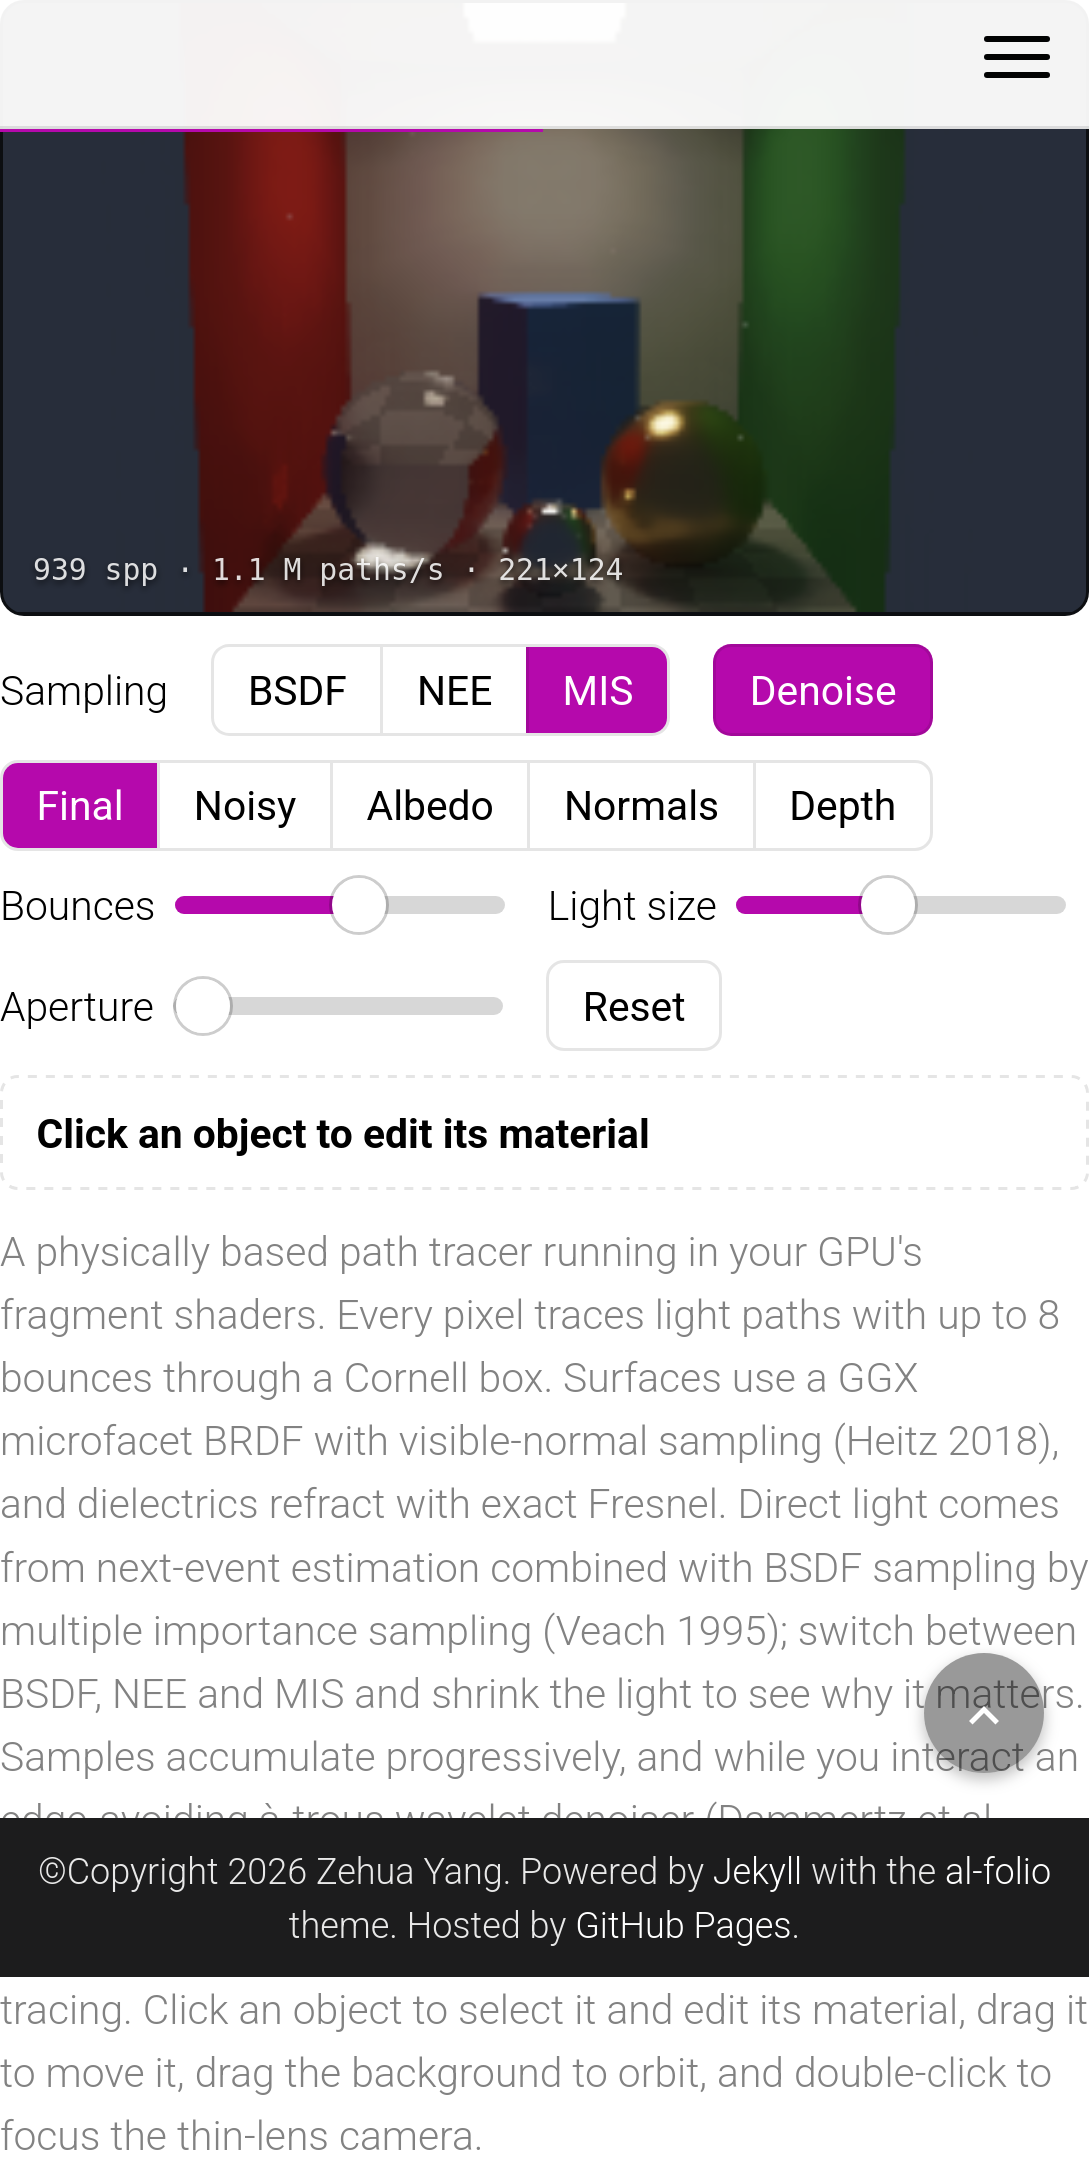 939 spp · 1.1 M paths/s · 221×124
Sampling BSDF NEE MIS Denoise
Final Noisy Albedo Normals Depth
Bounces Light size
Aperture Reset
Click an object to edit its material
A physically based path tracer running in your GPU's
fragment shaders. Every pixel traces light paths with up to 8
bounces through a Cornell box. Surfaces use a GGX
microfacet BRDF with visible-normal sampling (Heitz 2018),
and dielectrics refract with exact Fresnel. Direct light comes
from next-event estimation combined with BSDF sampling by
multiple importance sampling (Veach 1995); switch between
BSDF, NEE and MIS and shrink the light to see why it matters.
Samples accumulate progressively, and while you interact an
edge-avoiding à-trous wavelet denoiser (Dammertz et al.
©Copyright 2026 Zehua Yang. Powered by Jekyll with the al-folio
theme. Hosted by GitHub Pages.
tracing. Click an object to select it and edit its material, drag it
to move it, drag the background to orbit, and double-click to
focus the thin-lens camera.